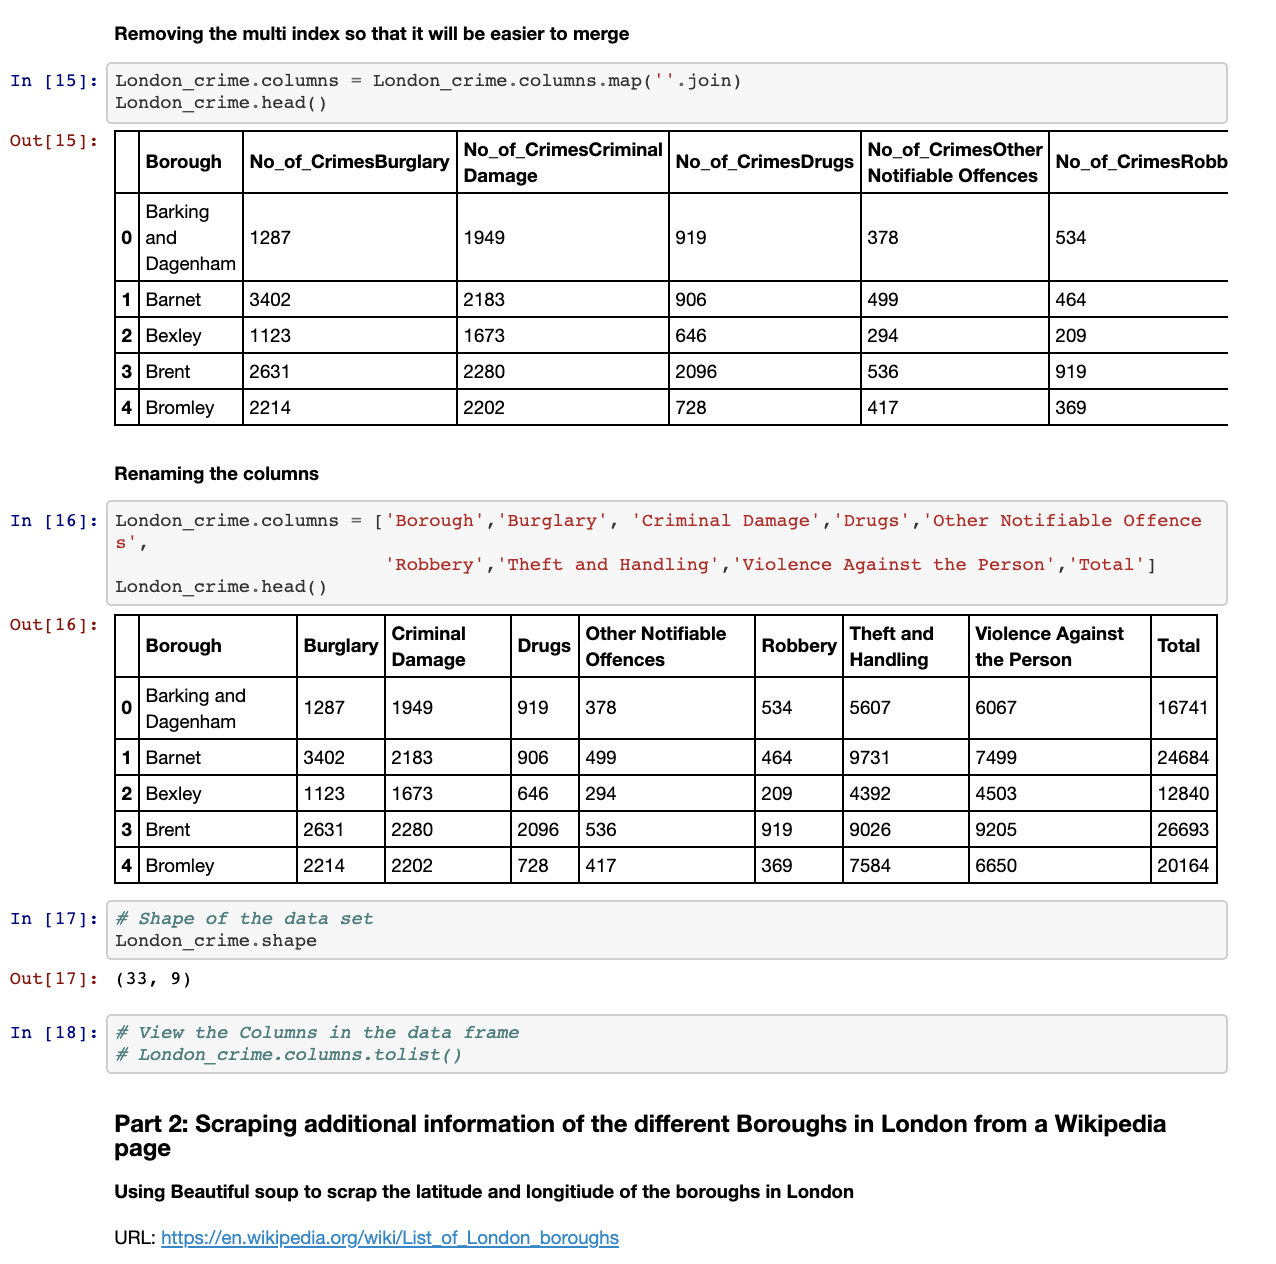 Removing the multi index so that it will be easier to merge
In [15]: London_crime.columns = London_crime.columns.map(''.join)
London_crime.head()
Out[15]:
Borough No_of_CrimesBurglary No_of_CrimesCriminal Damage No_of_CrimesDrugs No_of_CrimesOther Notifiable Offences No_of_CrimesRobb
0 Barking and Dagenham 1287 1949 919 378 534
1 Barnet 3402 2183 906 499 464
2 Bexley 1123 1673 646 294 209
3 Brent 2631 2280 2096 536 919
4 Bromley 2214 2202 728 417 369
Renaming the columns
In [16]: London_crime.columns = ['Borough','Burglary', 'Criminal Damage','Drugs','Other Notifiable Offence
s',
'Robbery','Theft and Handling','Violence Against the Person','Total']
London_crime.head()
Out[16]:
Borough Burglary Criminal Damage Drugs Other Notifiable Offences Robbery Theft and Handling Violence Against the Person Total
0 Barking and Dagenham 1287 1949 919 378 534 5607 6067 16741
1 Barnet 3402 2183 906 499 464 9731 7499 24684
2 Bexley 1123 1673 646 294 209 4392 4503 12840
3 Brent 2631 2280 2096 536 919 9026 9205 26693
4 Bromley 2214 2202 728 417 369 7584 6650 20164
In [17]: # Shape of the data set
London_crime.shape
Out[17]: (33, 9)
In [18]: # View the Columns in the data frame
# London_crime.columns.tolist()
Part 2: Scraping additional information of the different Boroughs in London from a Wikipedia
page
Using Beautiful soup to scrap the latitude and longitiude of the boroughs in London
URL: https://en.wikipedia.org/wiki/List_of_London_boroughs